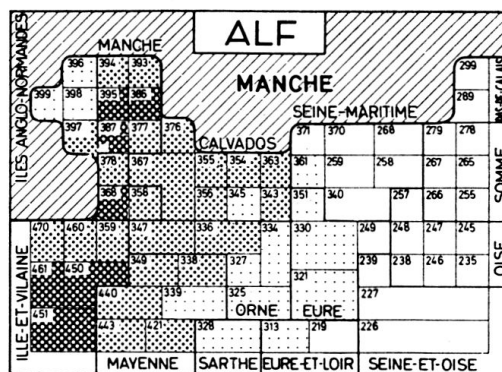 ALF
MANCHE
396 394 393
299
MANCHE
399 398 395 386
289
ILES ANGLO-NORMANDES
SEINE-MARITIME
397 387 377 376
CALVADOS
371 370 268 279 278
378 367 355 354 363 361 259 258 267 265
SOMME
368 358 356 345 343 351 340 257 266 255
470 460 359 347 336 334 330 249 248 247 245
OISE
461 450 349 338 327 239 238 246 235
321
ILLE-ET-VILAINE
451 440 339 325 227
ORNE EURE
443 421 328 313 219 226
MAYENNE SARTHE EURE-ET-LOIR SEINE-ET-OISE